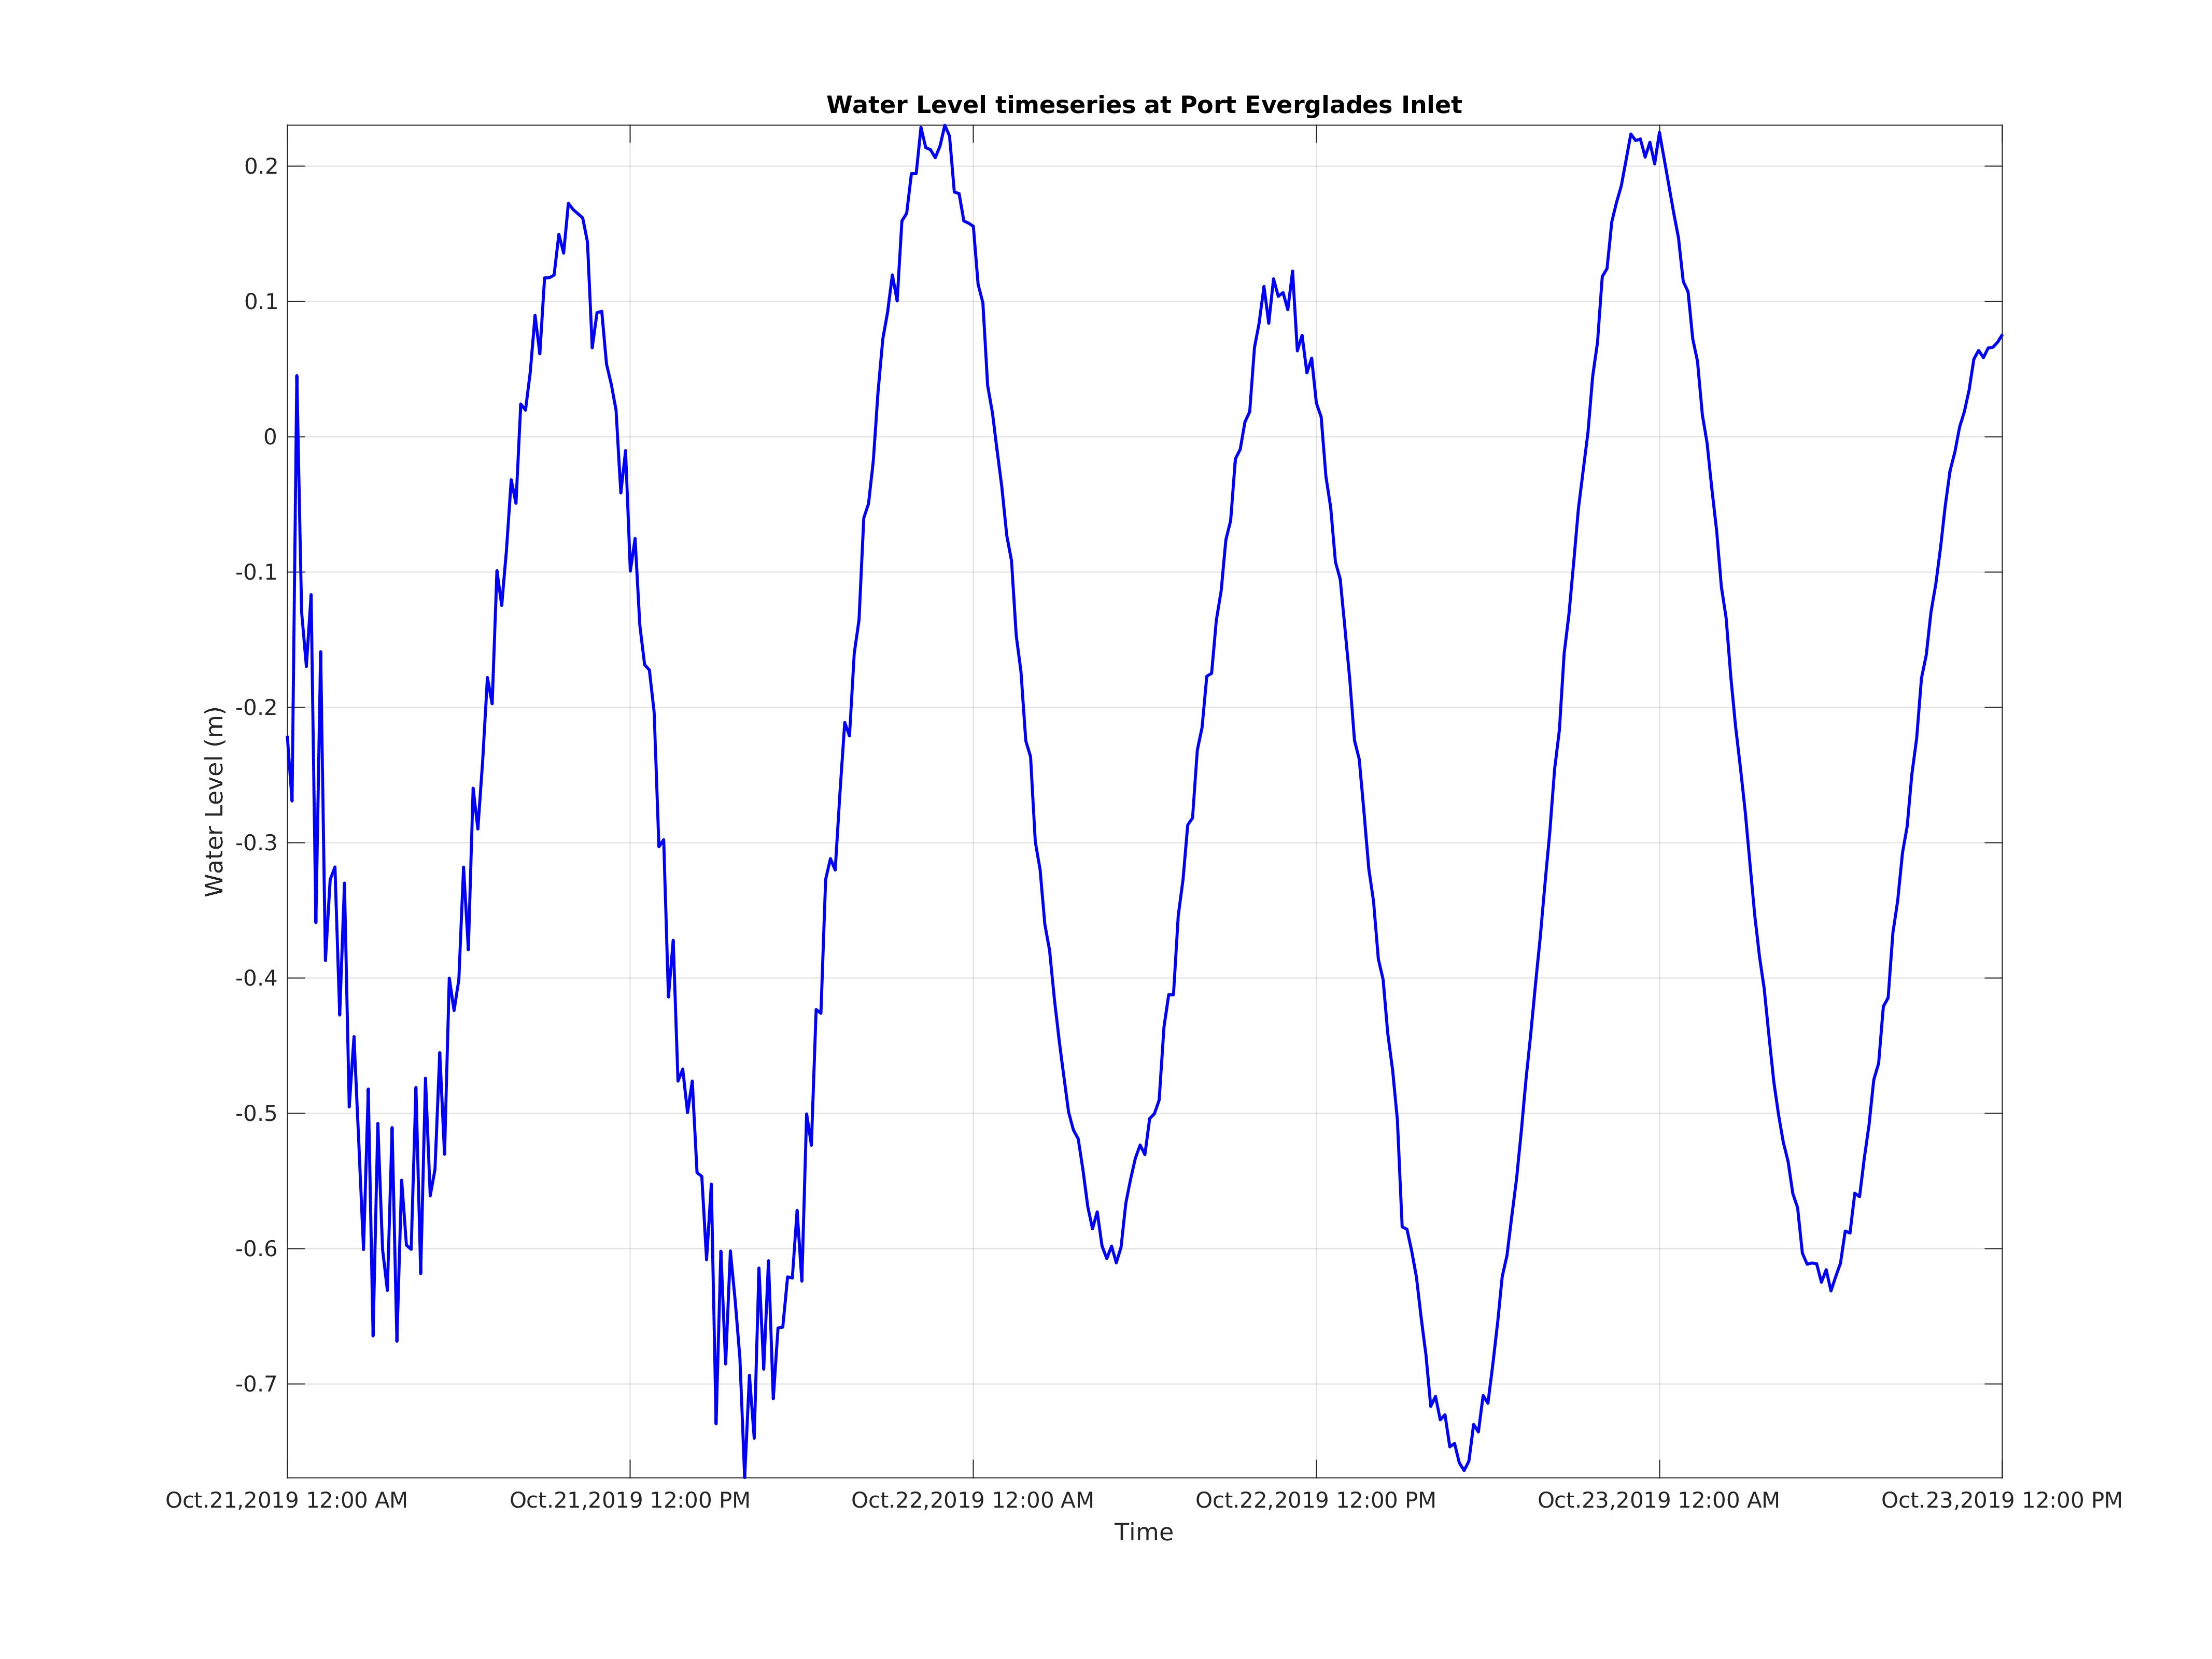 Water Level timeseries at Port Everglades Inlet
0.2
0.1
0
-0.1
-0.2
-0.3
-0.4
-0.5
-0.6
-0.7
Water Level (m)
Oct.21,2019 12:00 AM Oct.21,2019 12:00 PM Oct.22,2019 12:00 AM Oct.22,2019 12:00 PM Oct.23,2019 12:00 AM Oct.23,2019 12:00 PM
Time